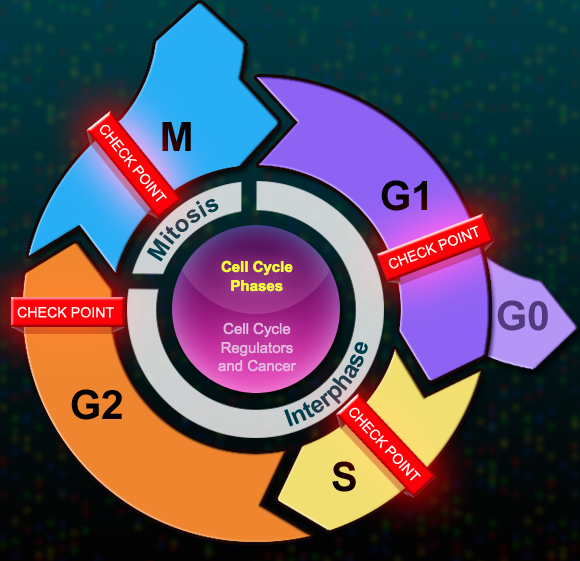 M
CHECK POINT
G1
Mitosis
CHECK POINT
Cell Cycle
Phases
G0
CHECK POINT
Cell Cycle
Regulators
and Cancer
Interphase
G2
CHECK POINT
S